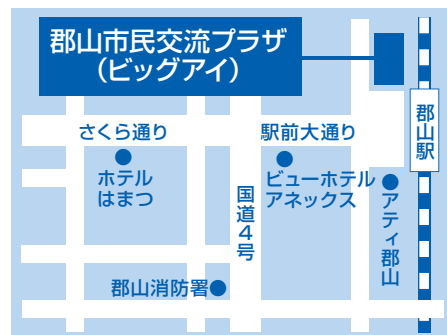 郡山市民交流プラザ
（ビッグアイ）
郡山駅
さくら通り
駅前大通り
ホテル
はまつ
ビューホテル
アネックス
国道4号
アティ郡山
郡山消防署